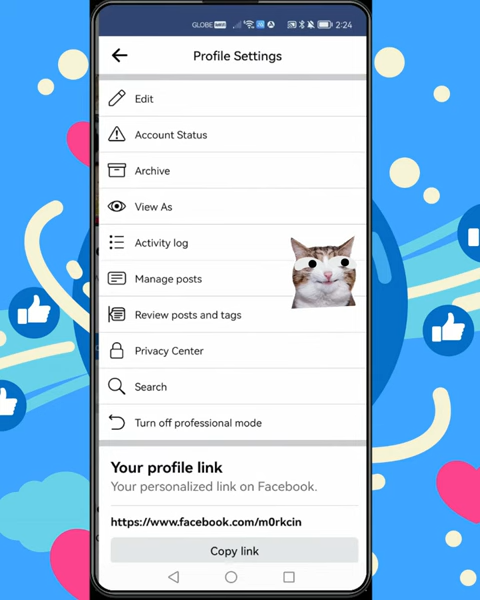 GLOBE 2:24
Profile Settings
Edit
Account Status
Archive
View As
Activity log
Manage posts
Review posts and tags
Privacy Center
Search
Turn off professional mode
Your profile link
Your personalized link on Facebook.
https://www.facebook.com/m0rkcin
Copy link